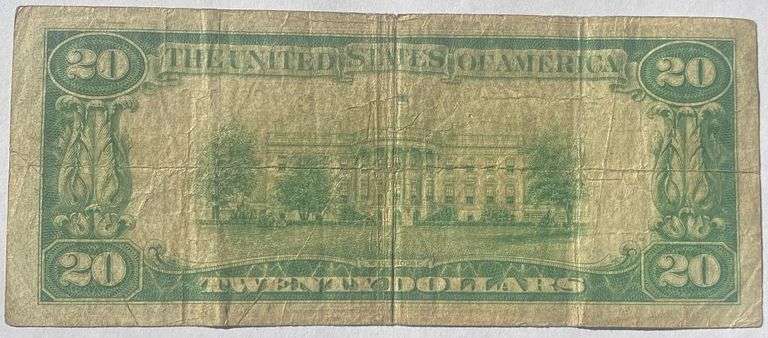 20 THE UNITED STATES OF AMERICA 20
20 20
TWENTY DOLLARS